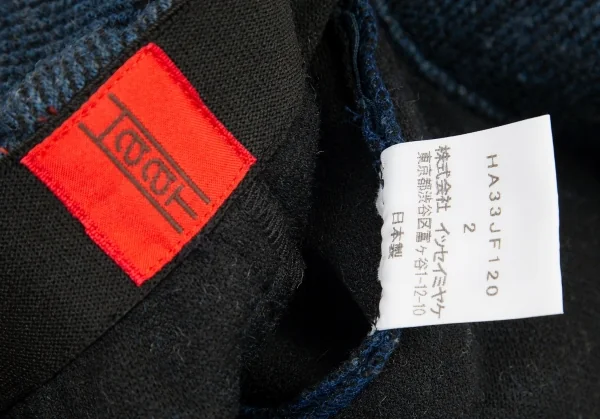 HaaT
HA33JF120
2
株式会社 イッセイミヤケ
東京都渋谷区富ヶ谷1-12-10
日本製